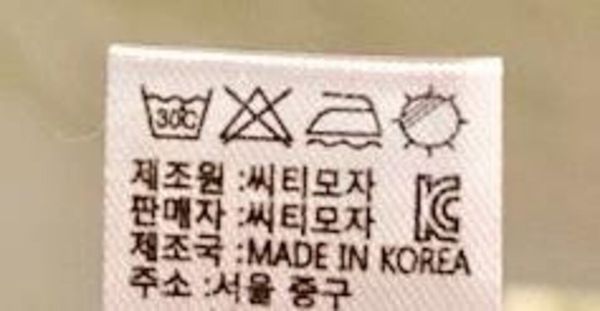 30℃
제조원 :씨티모자
판매자 :씨티모자
제조국 :MADE IN KOREA
주소 :서울 중구
KC